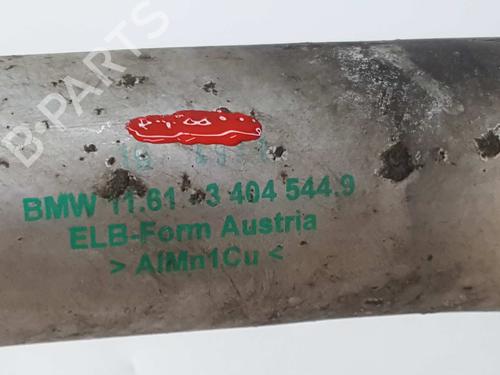 B-PARTS
BMW 11.61 - 3 404 544.9
ELB-Form Austria
> AlMn1Cu <